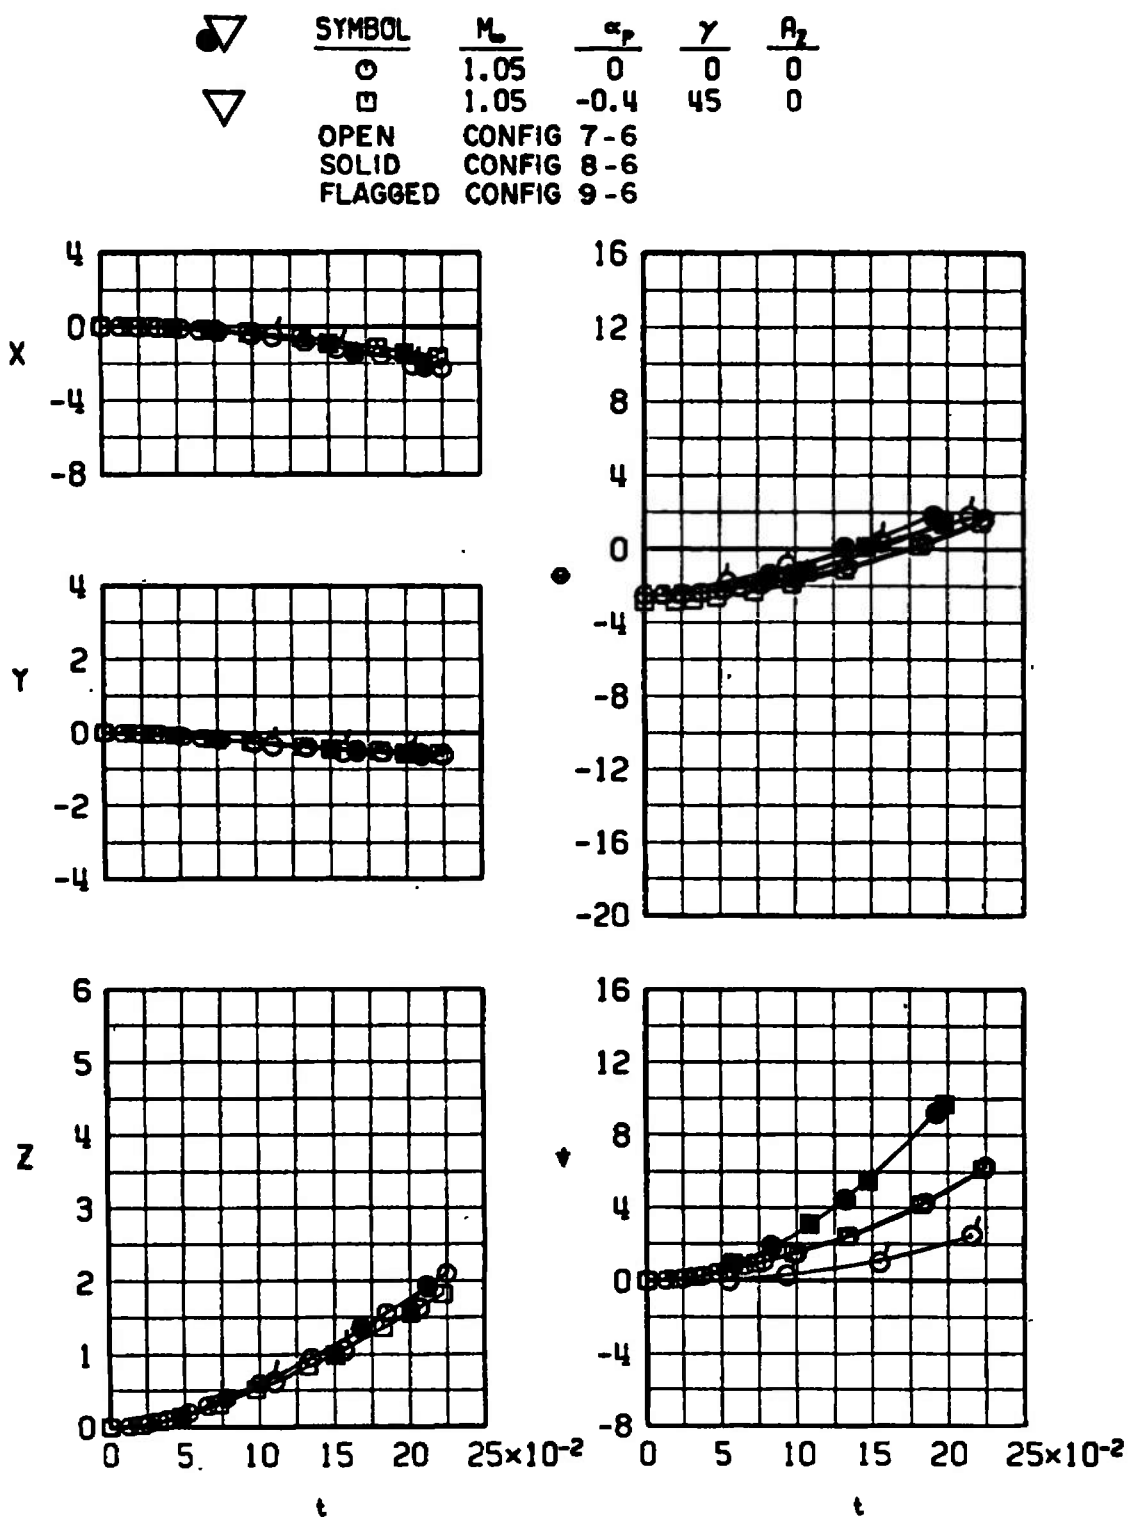 SYMBOL M∞ αp γ Az
1.05 0 0 0
1.05 -0.4 45 0
OPEN CONFIG 7-6
SOLID CONFIG 8-6
FLAGGED CONFIG 9-6
4
0
X
-4
-8
4
2
Y
0
-2
-4
6
5
4
Z
3
2
1
0
0 5 10 15 20 25×10-2
t
16
12
8
4
0
-4
-8
-12
-16
-20
16
12
8
4
0
-4
-8
0 5 10 15 20 25×10-2
t